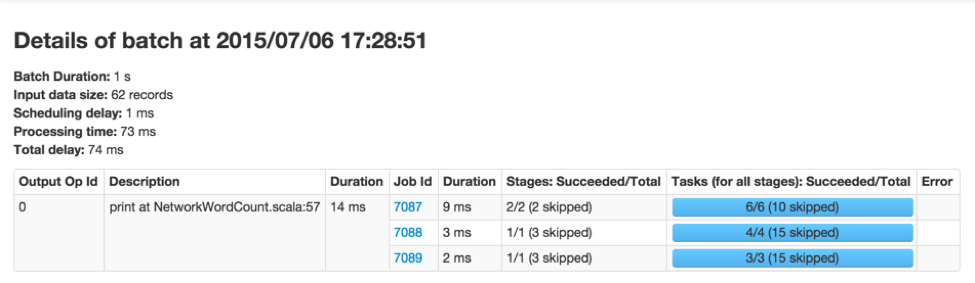 Details of batch at 2015/07/06 17:28:51
Batch Duration: 1 s
Input data size: 62 records
Scheduling delay: 1 ms
Processing time: 73 ms
Total delay: 74 ms
Output Op Id Description Duration Job Id Duration Stages: Succeeded/Total Tasks (for all stages): Succeeded/Total Error
0 print at NetworkWordCount.scala:57 14 ms 7087 9 ms 2/2 (2 skipped) 6/6 (10 skipped)
7088 3 ms 1/1 (3 skipped) 4/4 (15 skipped)
7089 2 ms 1/1 (3 skipped) 3/3 (15 skipped)